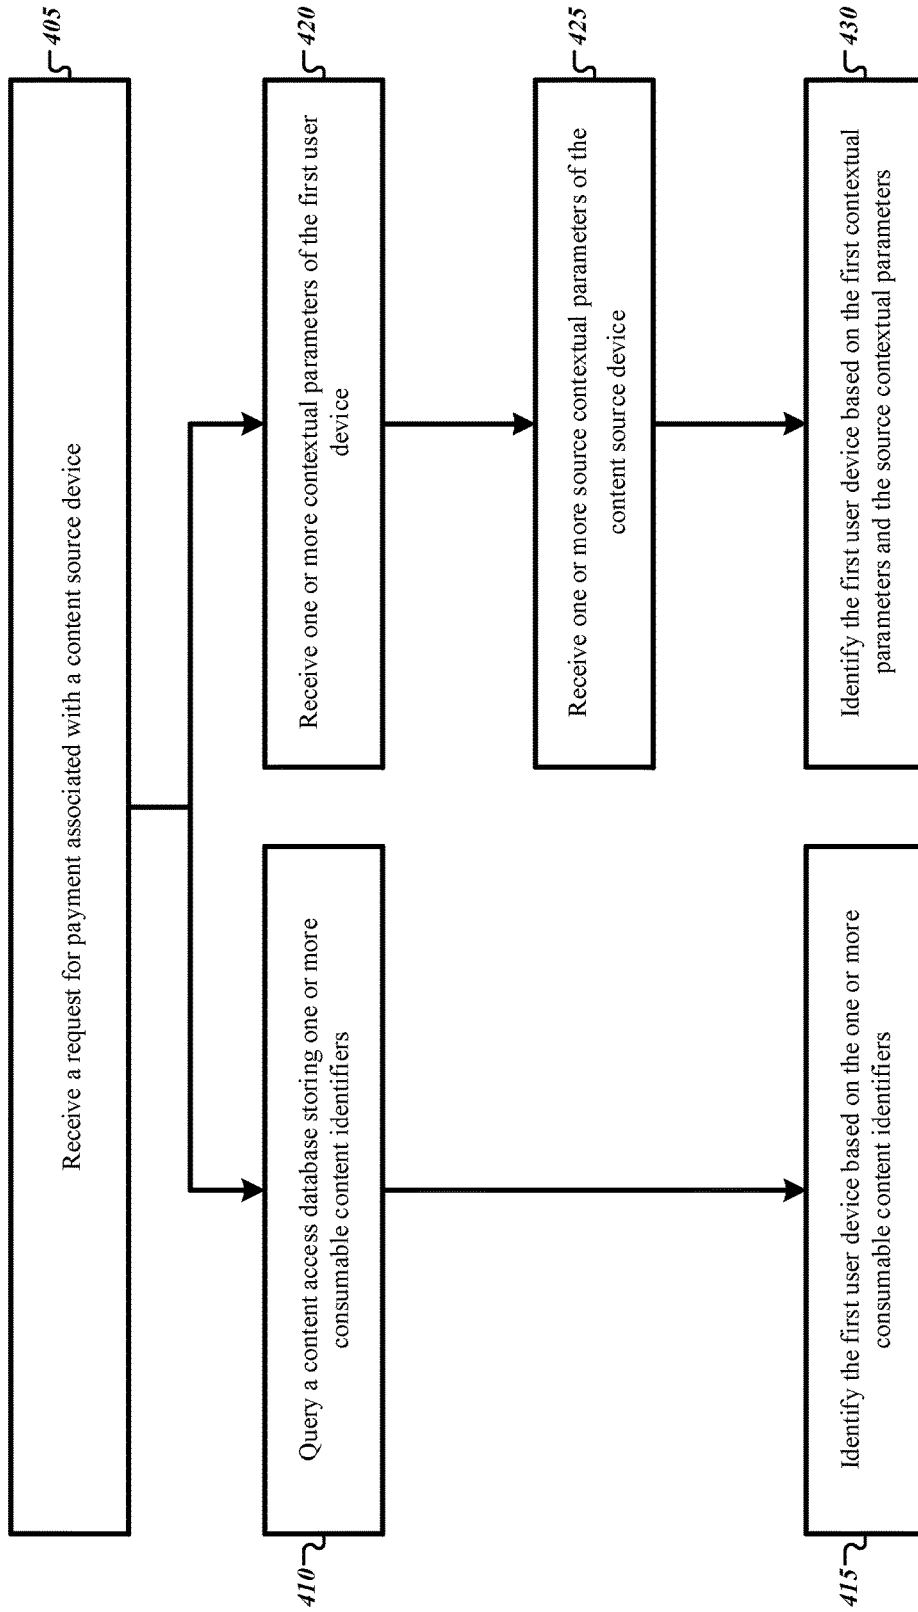 Receive a request for payment associated with a content source device
405
410
Query a content access database storing one or more
consumable content identifiers
Receive one or more contextual parameters of the first user
device
420
Receive one or more source contextual parameters of the
content source device
425
415
Identify the first user device based on the one or more
consumable content identifiers
Identify the first user device based on the first contextual
parameters and the source contextual parameters
430